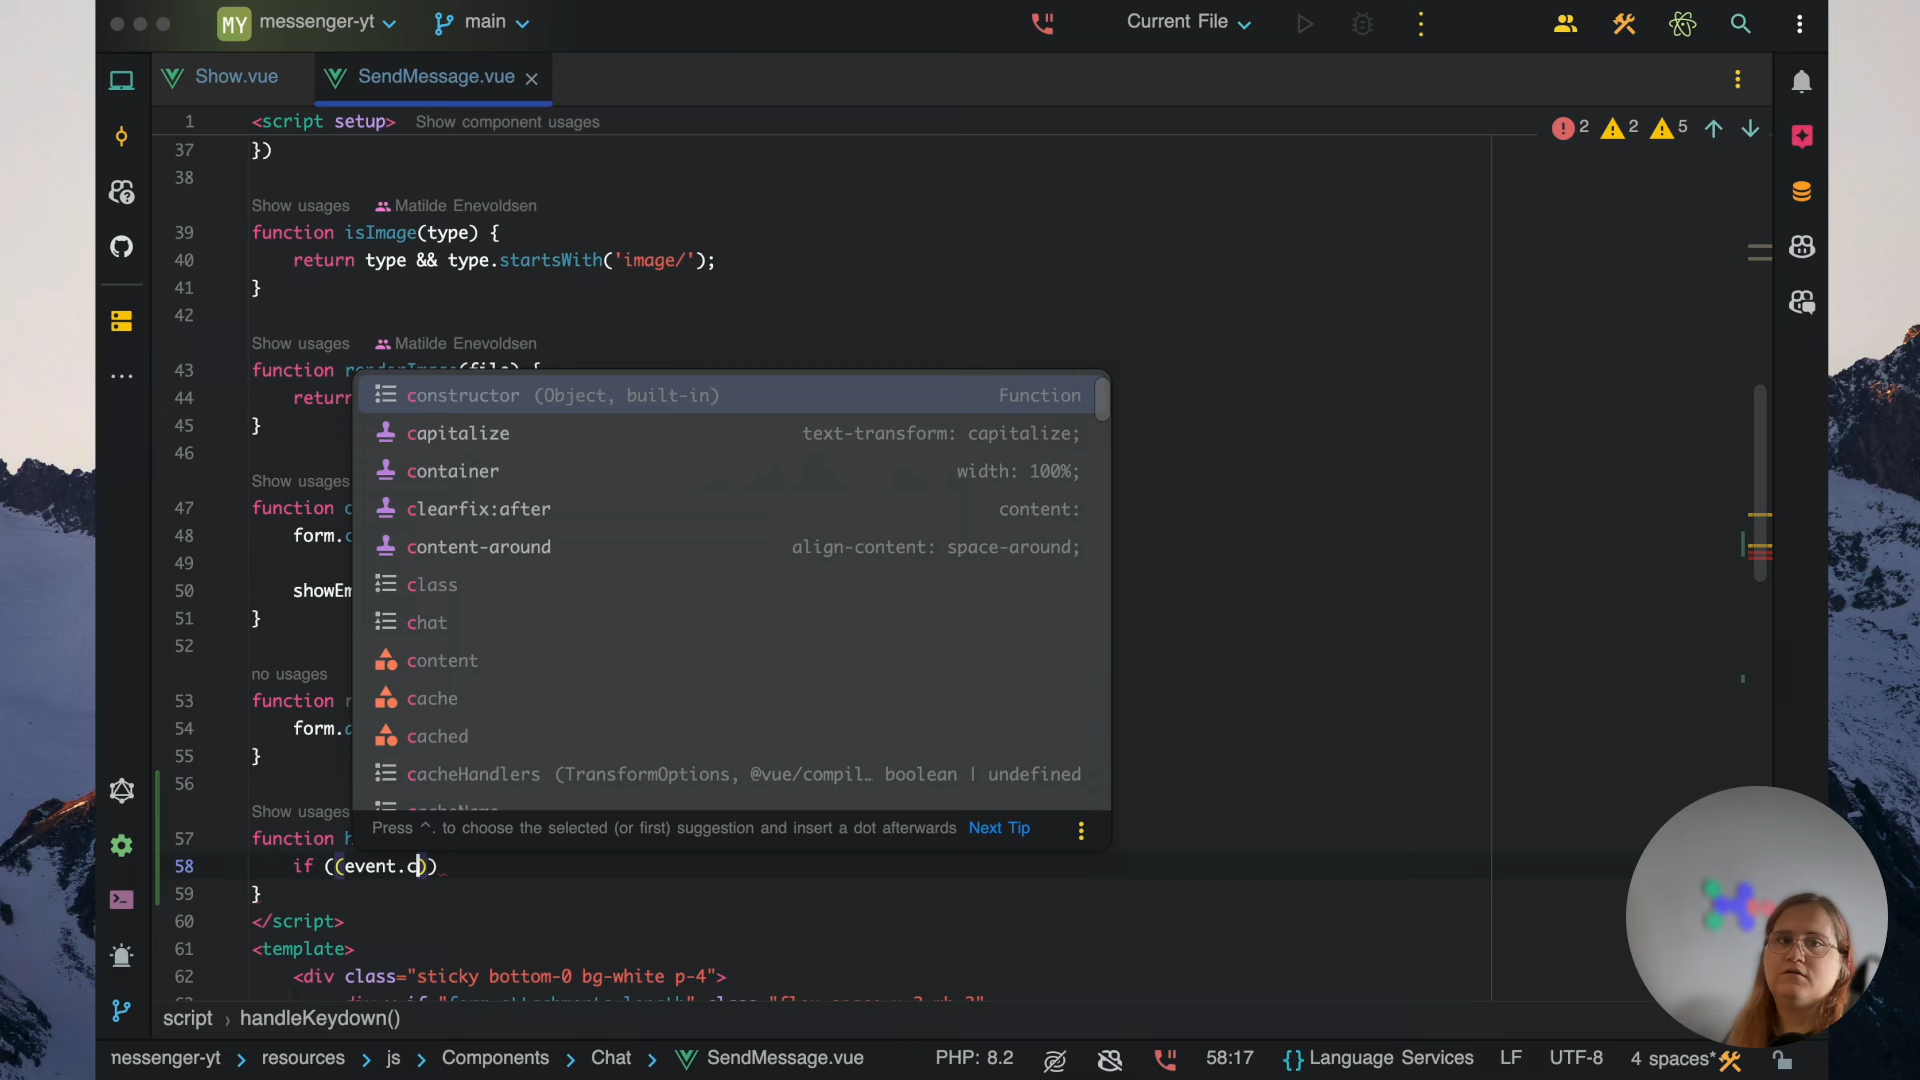 MY messenger-yt main Current File
Show.vue SendMessage.vue
1 <script setup> Show component usages 2 2 5
37 })
38
Show usages Matilde Enevoldsen
39 function isImage(type) {
40 return type && type.startsWith('image/');
41 }
42
Show usages Matilde Enevoldsen
43 function renderImage(file) {
44 return
45 }
46
Show usages
47 function c
48 form.c
49
50 showEm
51 }
52
no usages
53 function r
54 form.a
55 }
56
Show usages
57 function h
58 if ((event.c))
59 }
60 </script>
61 <template>
62 <div class="sticky bottom-0 bg-white p-4">
constructor (Object, built-in) Function
capitalize text-transform: capitalize;
container width: 100%;
clearfix:after content:
content-around align-content: space-around;
class
chat
content
cache
cached
cacheHandlers (TransformOptions, @vue/compil… boolean | undefined
Press ^. to choose the selected (or first) suggestion and insert a dot afterwards Next Tip
script › handleKeydown()
messenger-yt > resources > js > Components > Chat > SendMessage.vue PHP: 8.2 58:17 {} Language Services LF UTF-8 4 spaces*